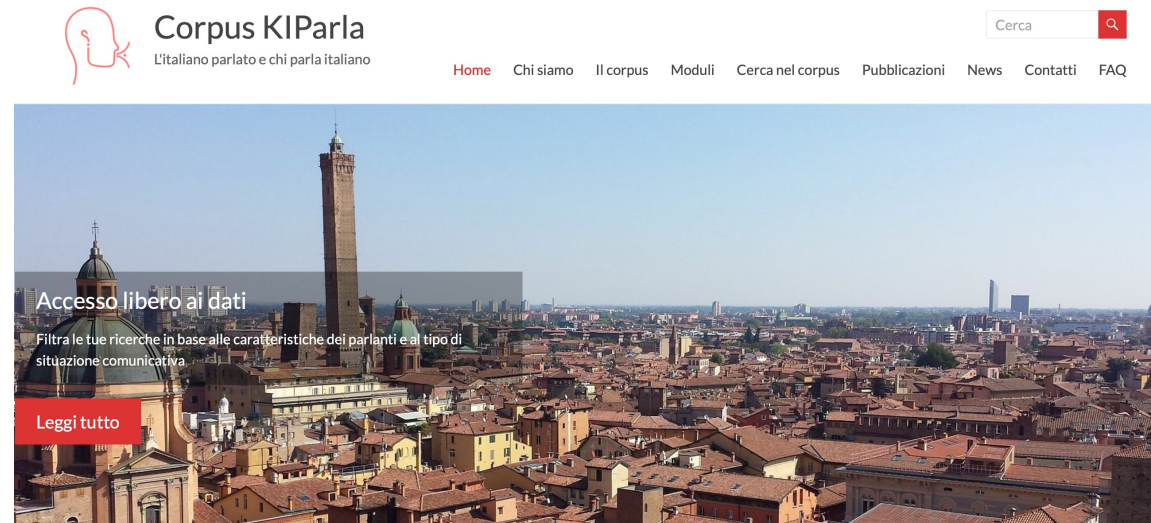 Corpus KIParla
L'italiano parlato e chi parla italiano
Cerca
Home Chi siamo Il corpus Moduli Cerca nel corpus Pubblicazioni News Contatti FAQ
Accesso libero ai dati
Filtra le tue ricerche in base alle caratteristiche dei parlanti e al tipo di
situazione comunicativa
Leggi tutto